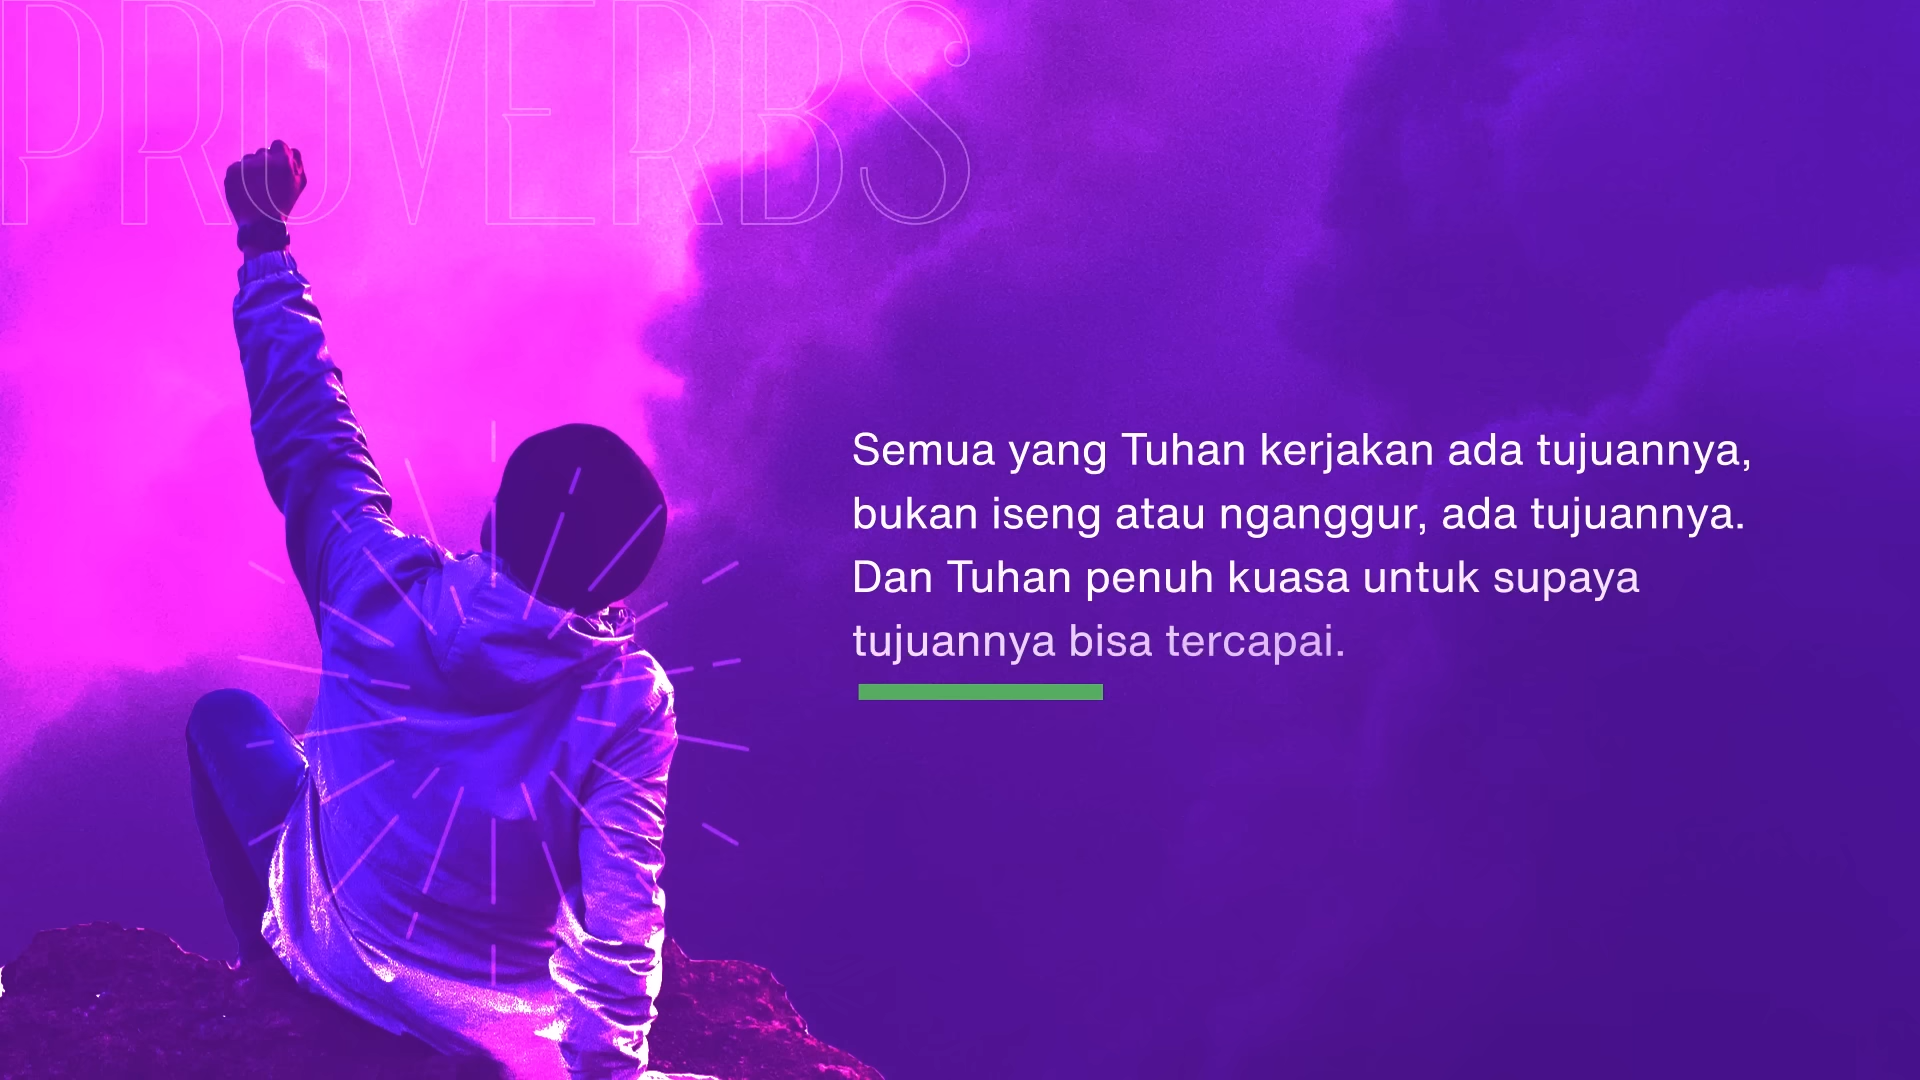 PROVERBS
Semua yang Tuhan kerjakan ada tujuannya,
bukan iseng atau nganggur, ada tujuannya.
Dan Tuhan penuh kuasa untuk supaya
tujuannya bisa tercapai.